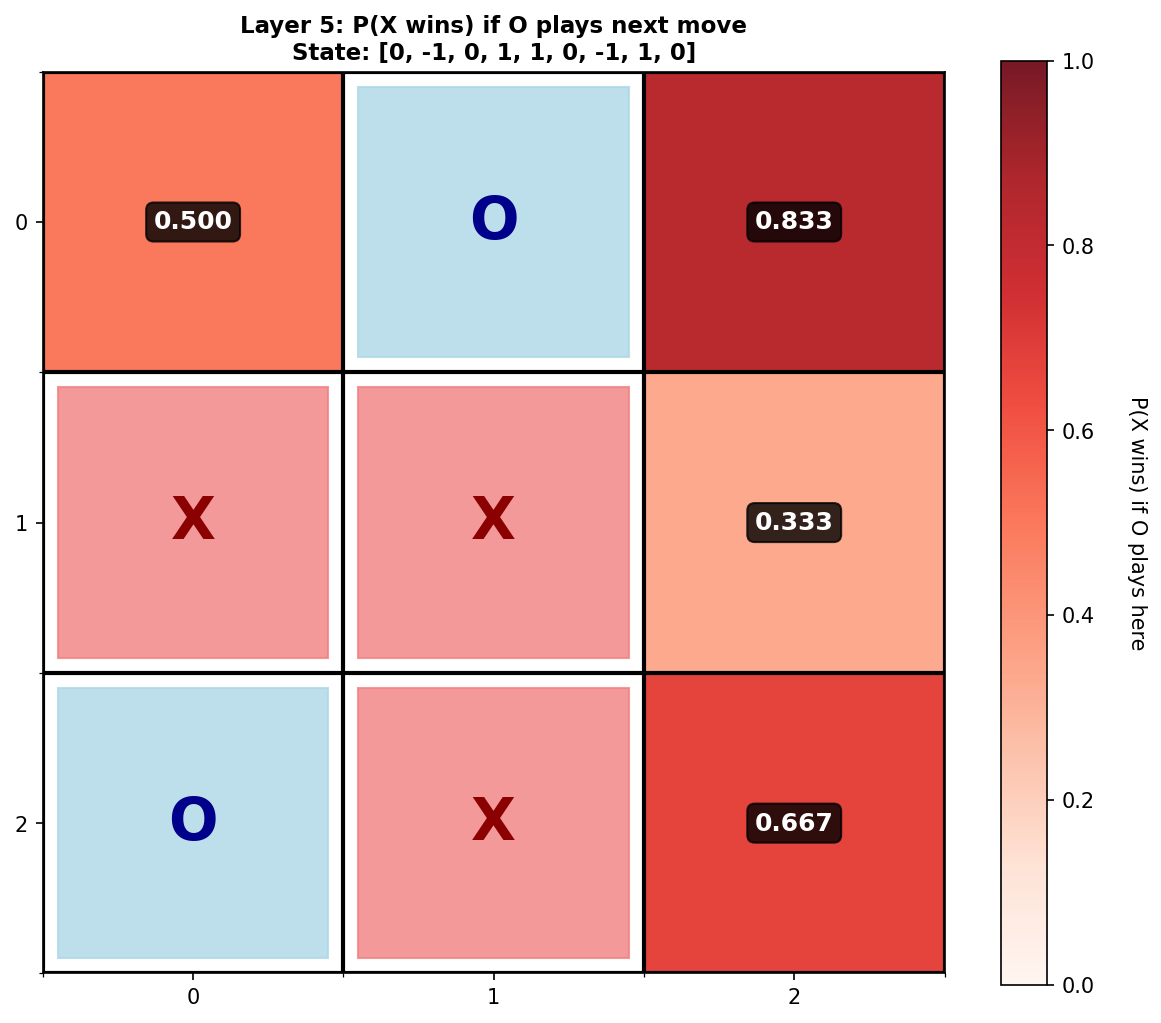 Layer 5: P(X wins) if O plays next move
State: [0, -1, 0, 1, 1, 0, -1, 1, 0]
0.500
O
0.833
X
X
0.333
O
X
0.667
0
1
2
0
1
2
1.0
0.8
0.6
0.4
0.2
0.0
P(X wins) if O plays here